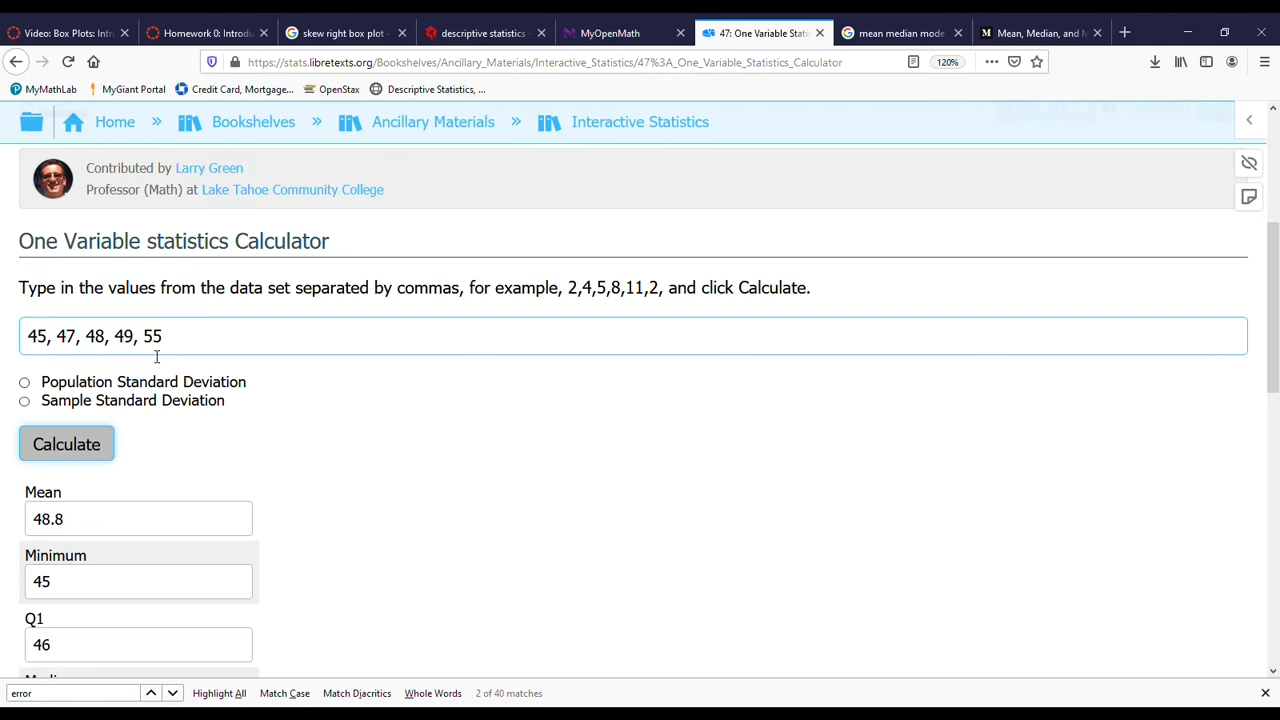 Video: Box Plots: Int
Homework 0: Introdu
skew right box plot -
descriptive statistics -
MyOpenMath
47: One Variable Stati
mean median mode
Mean, Median, and M
https://stats.libretexts.org/Bookshelves/Ancillary_Materials/Interactive_Statistics/47%3A_One_Variable_Statistics_Calculator
120%
MyMathLab
MyGiant Portal
Credit Card, Mortgage...
OpenStax
Descriptive Statistics, ...
Home » Bookshelves » Ancillary Materials » Interactive Statistics
Contributed by Larry Green
Professor (Math) at Lake Tahoe Community College
One Variable statistics Calculator
Type in the values from the data set separated by commas, for example, 2,4,5,8,11,2, and click Calculate.
45, 47, 48, 49, 55
Population Standard Deviation
Sample Standard Deviation
Calculate
Mean
48.8
Minimum
45
Q1
46
error
Highlight All
Match Case
Match Diacritics
Whole Words
2 of 40 matches